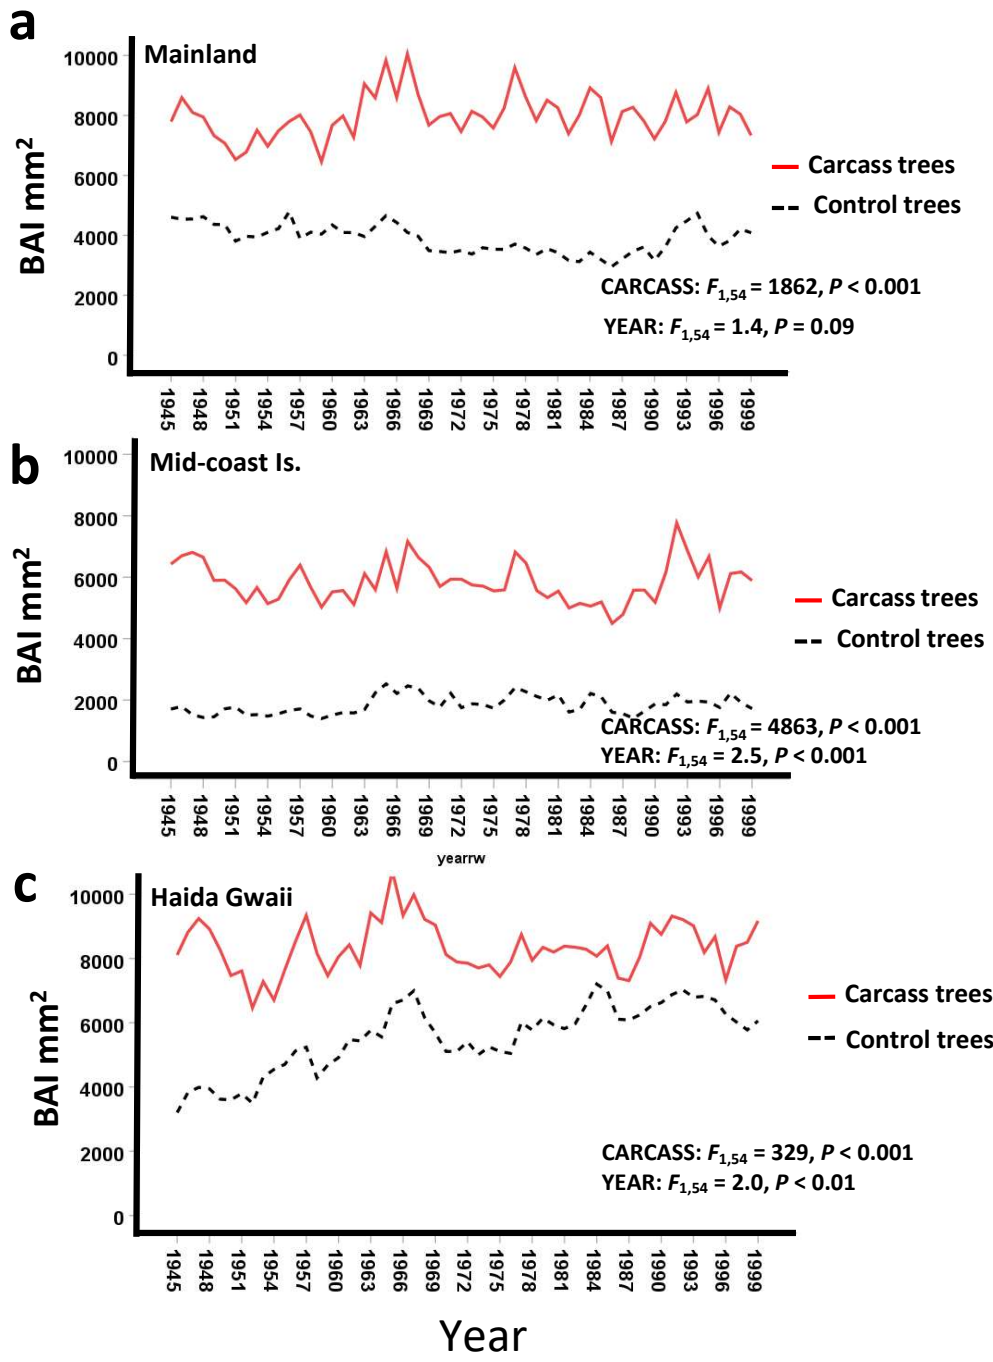 a
Mainland
BAI mm²
10000
8000
6000
4000
2000
0
Carcass trees
Control trees
CARCASS: F1,54 = 1862, P < 0.001
YEAR: F1,54 = 1.4, P = 0.09
1945 1948 1951 1954 1957 1960 1963 1966 1969 1972 1975 1978 1981 1984 1987 1990 1993 1996 1999
b
Mid-coast Is.
BAI mm²
10000
8000
6000
4000
2000
0
Carcass trees
Control trees
CARCASS: F1,54 = 4863, P < 0.001
YEAR: F1,54 = 2.5, P < 0.001
1945 1948 1951 1954 1957 1960 1963 1966 1969 1972 1975 1978 1981 1984 1987 1990 1993 1996 1999
yearrw
c
Haida Gwaii
BAI mm²
10000
8000
6000
4000
2000
0
Carcass trees
Control trees
CARCASS: F1,54 = 329, P < 0.001
YEAR: F1,54 = 2.0, P < 0.01
1945 1948 1951 1954 1957 1960 1963 1966 1969 1972 1975 1978 1981 1984 1987 1990 1993 1996 1999
Year